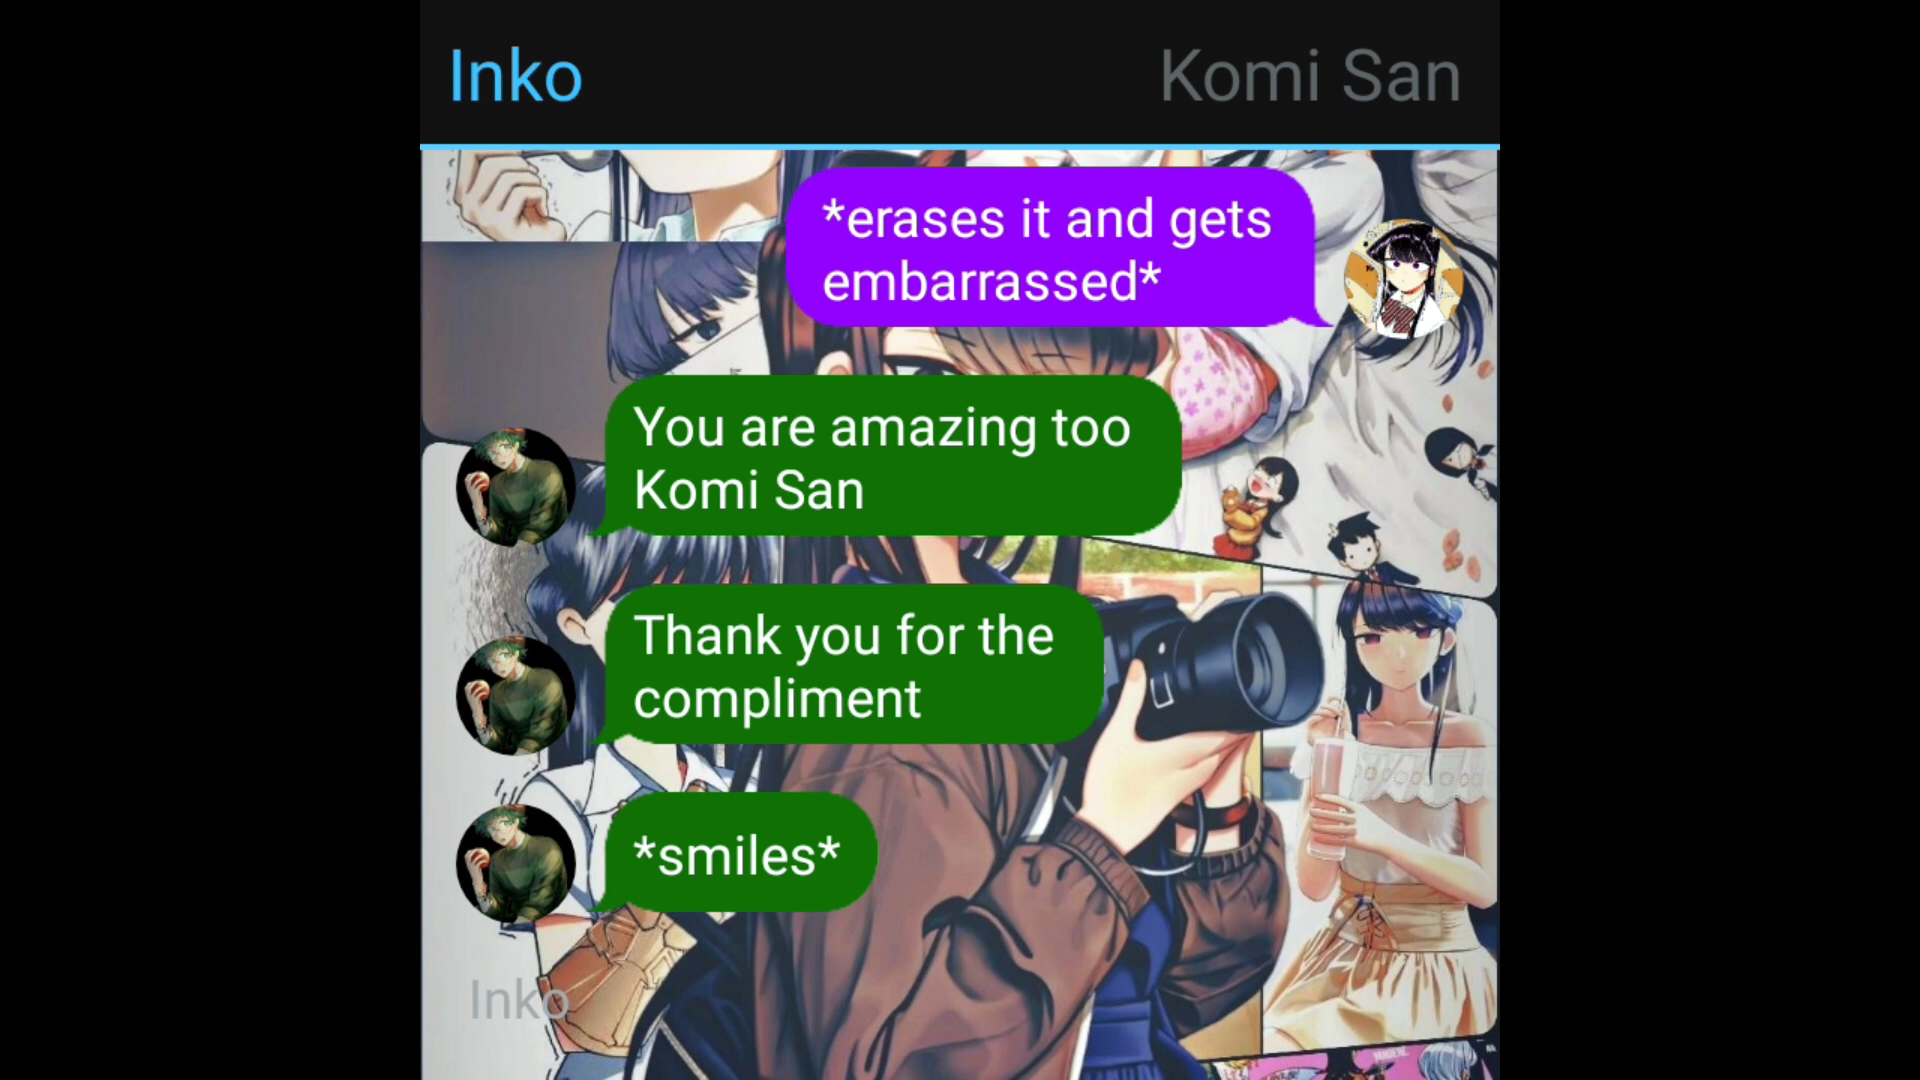 Inko
Komi San
*erases it and gets
embarrassed*
You are amazing too
Komi San
Thank you for the
compliment
*smiles*
Inko